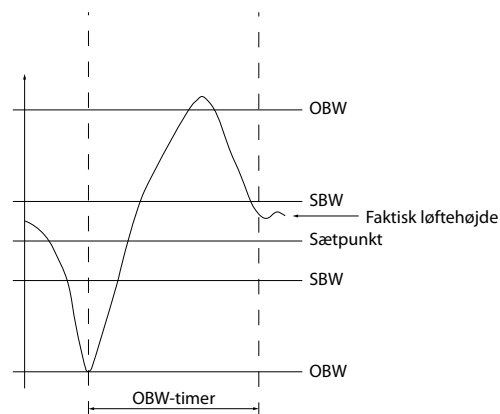 OBW
SBW
Faktisk løftehøjde
Sætpunkt
SBW
OBW
OBW-timer